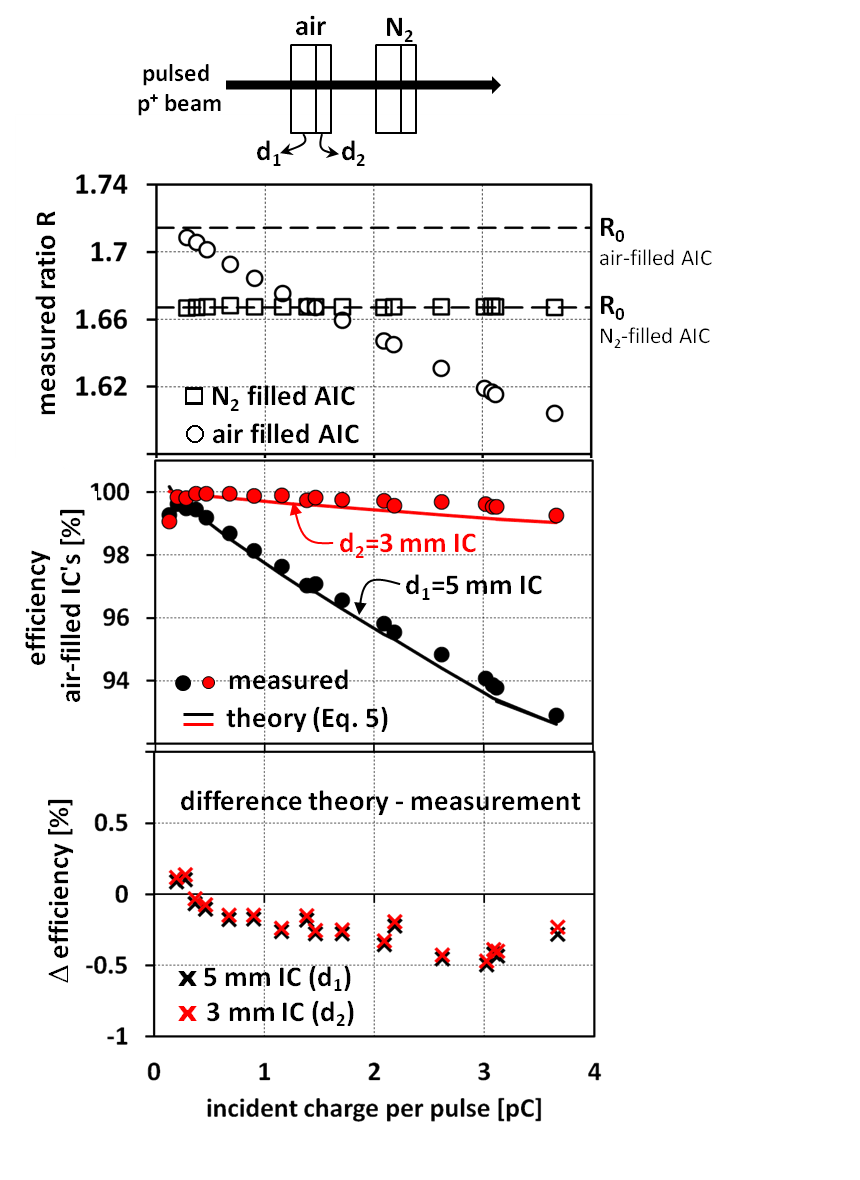 air N₂
pulsed
p⁺ beam
d₁ d₂
measured ratio R
1.74
1.7
1.66
1.62
R₀
air-filled AIC
R₀
N₂-filled AIC
N₂ filled AIC
air filled AIC
efficiency
air-filled IC's [%]
100
98
96
94
d₂=3 mm IC
d₁=5 mm IC
measured
theory (Eq. 5)
Δ efficiency [%]
difference theory - measurement
0.5
0
-0.5
-1
5 mm IC (d₁)
3 mm IC (d₂)
0 1 2 3 4
incident charge per pulse [pC]